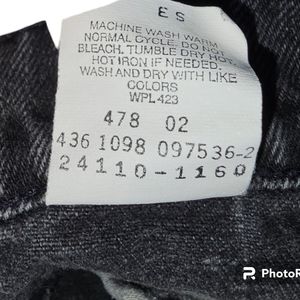 E S
MACHINE WASH WARM
NORMAL CYCLE. DO NOT
BLEACH. TUMBLE DRY HOT.
HOT IRON IF NEEDED.
WASH AND DRY WITH LIKE
COLORS
WPL 423
478 02
436 1098 097536-2
24110-1160
PhotoR